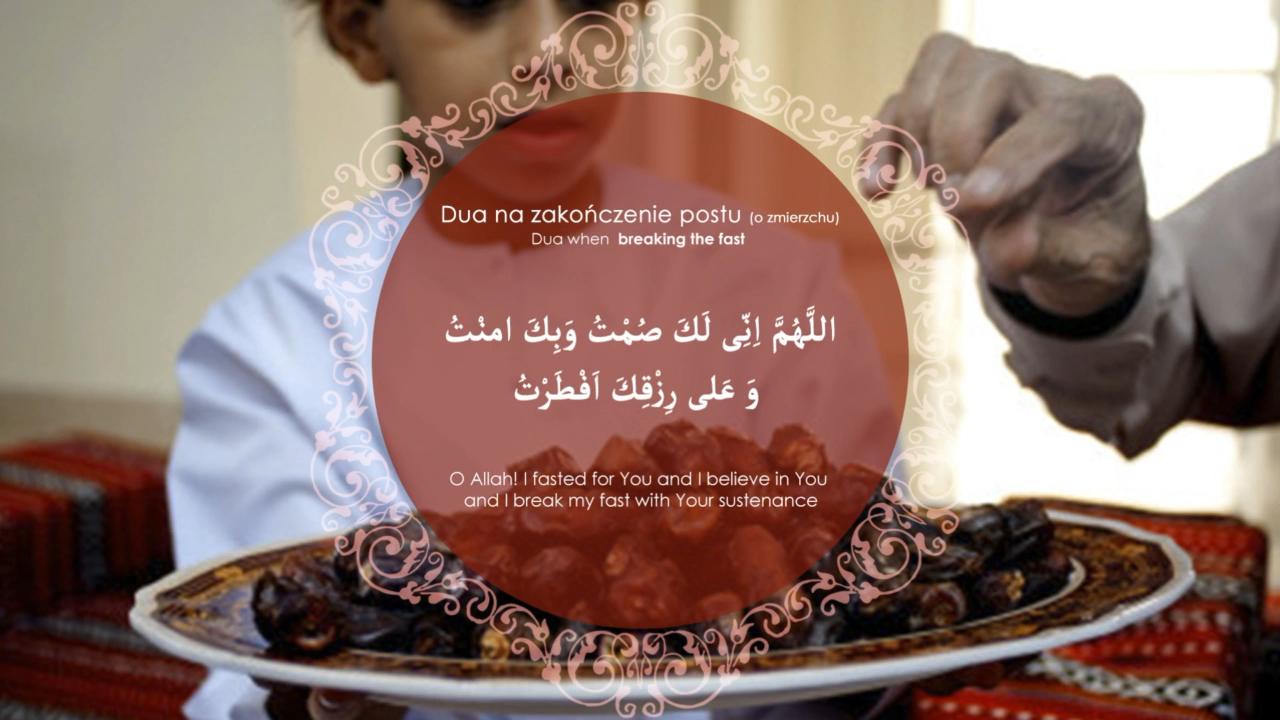 Dua na zakończenie postu (o zmierzchu)
Dua when breaking the fast
اللَّهُمَّ اِنِّى لَكَ صُمْتُ وَبِكَ امنْتُ
وَ عَلى رِزْقِكَ اَفْطَرْتُ
O Allah! I fasted for You and I believe in You
and I break my fast with Your sustenance